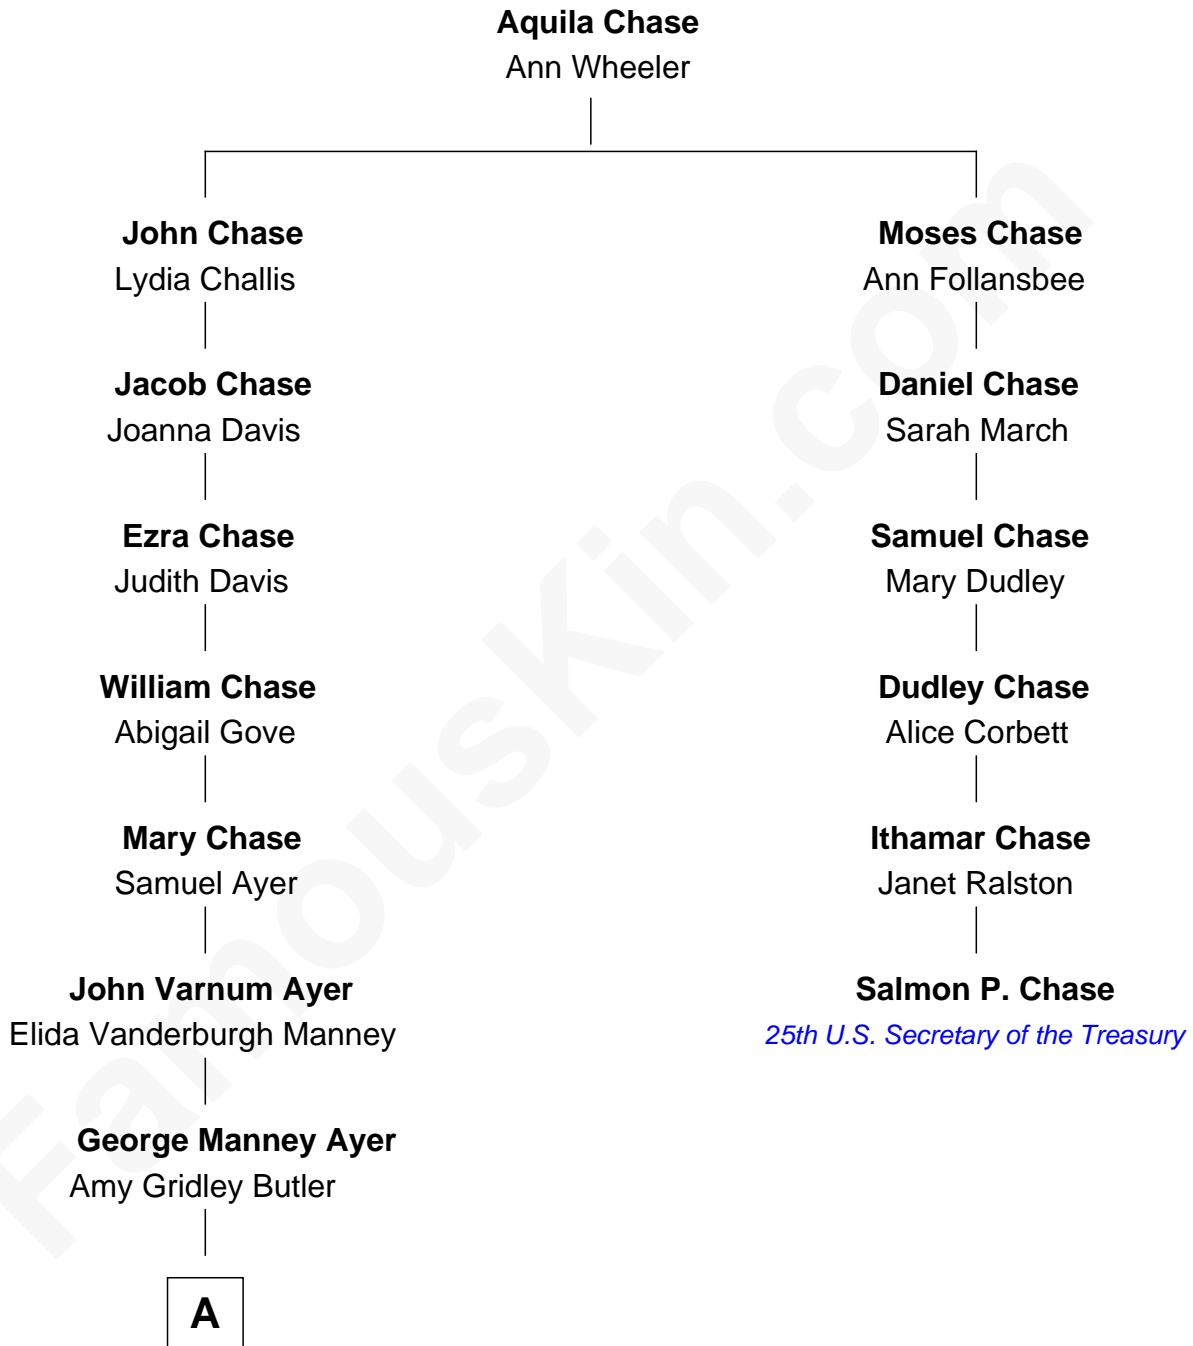 Aquila Chase
Ann Wheeler
John Chase
Lydia Challis
Moses Chase
Ann Follansbee
Jacob Chase
Joanna Davis
Daniel Chase
Sarah March
Ezra Chase
Judith Davis
Samuel Chase
Mary Dudley
William Chase
Abigail Gove
Dudley Chase
Alice Corbett
Mary Chase
Samuel Ayer
Ithamar Chase
Janet Ralston
John Varnum Ayer
Elida Vanderburgh Manney
Salmon P. Chase
25th U.S. Secretary of the Treasury
George Manney Ayer
Amy Gridley Butler
A
FamousKin.com